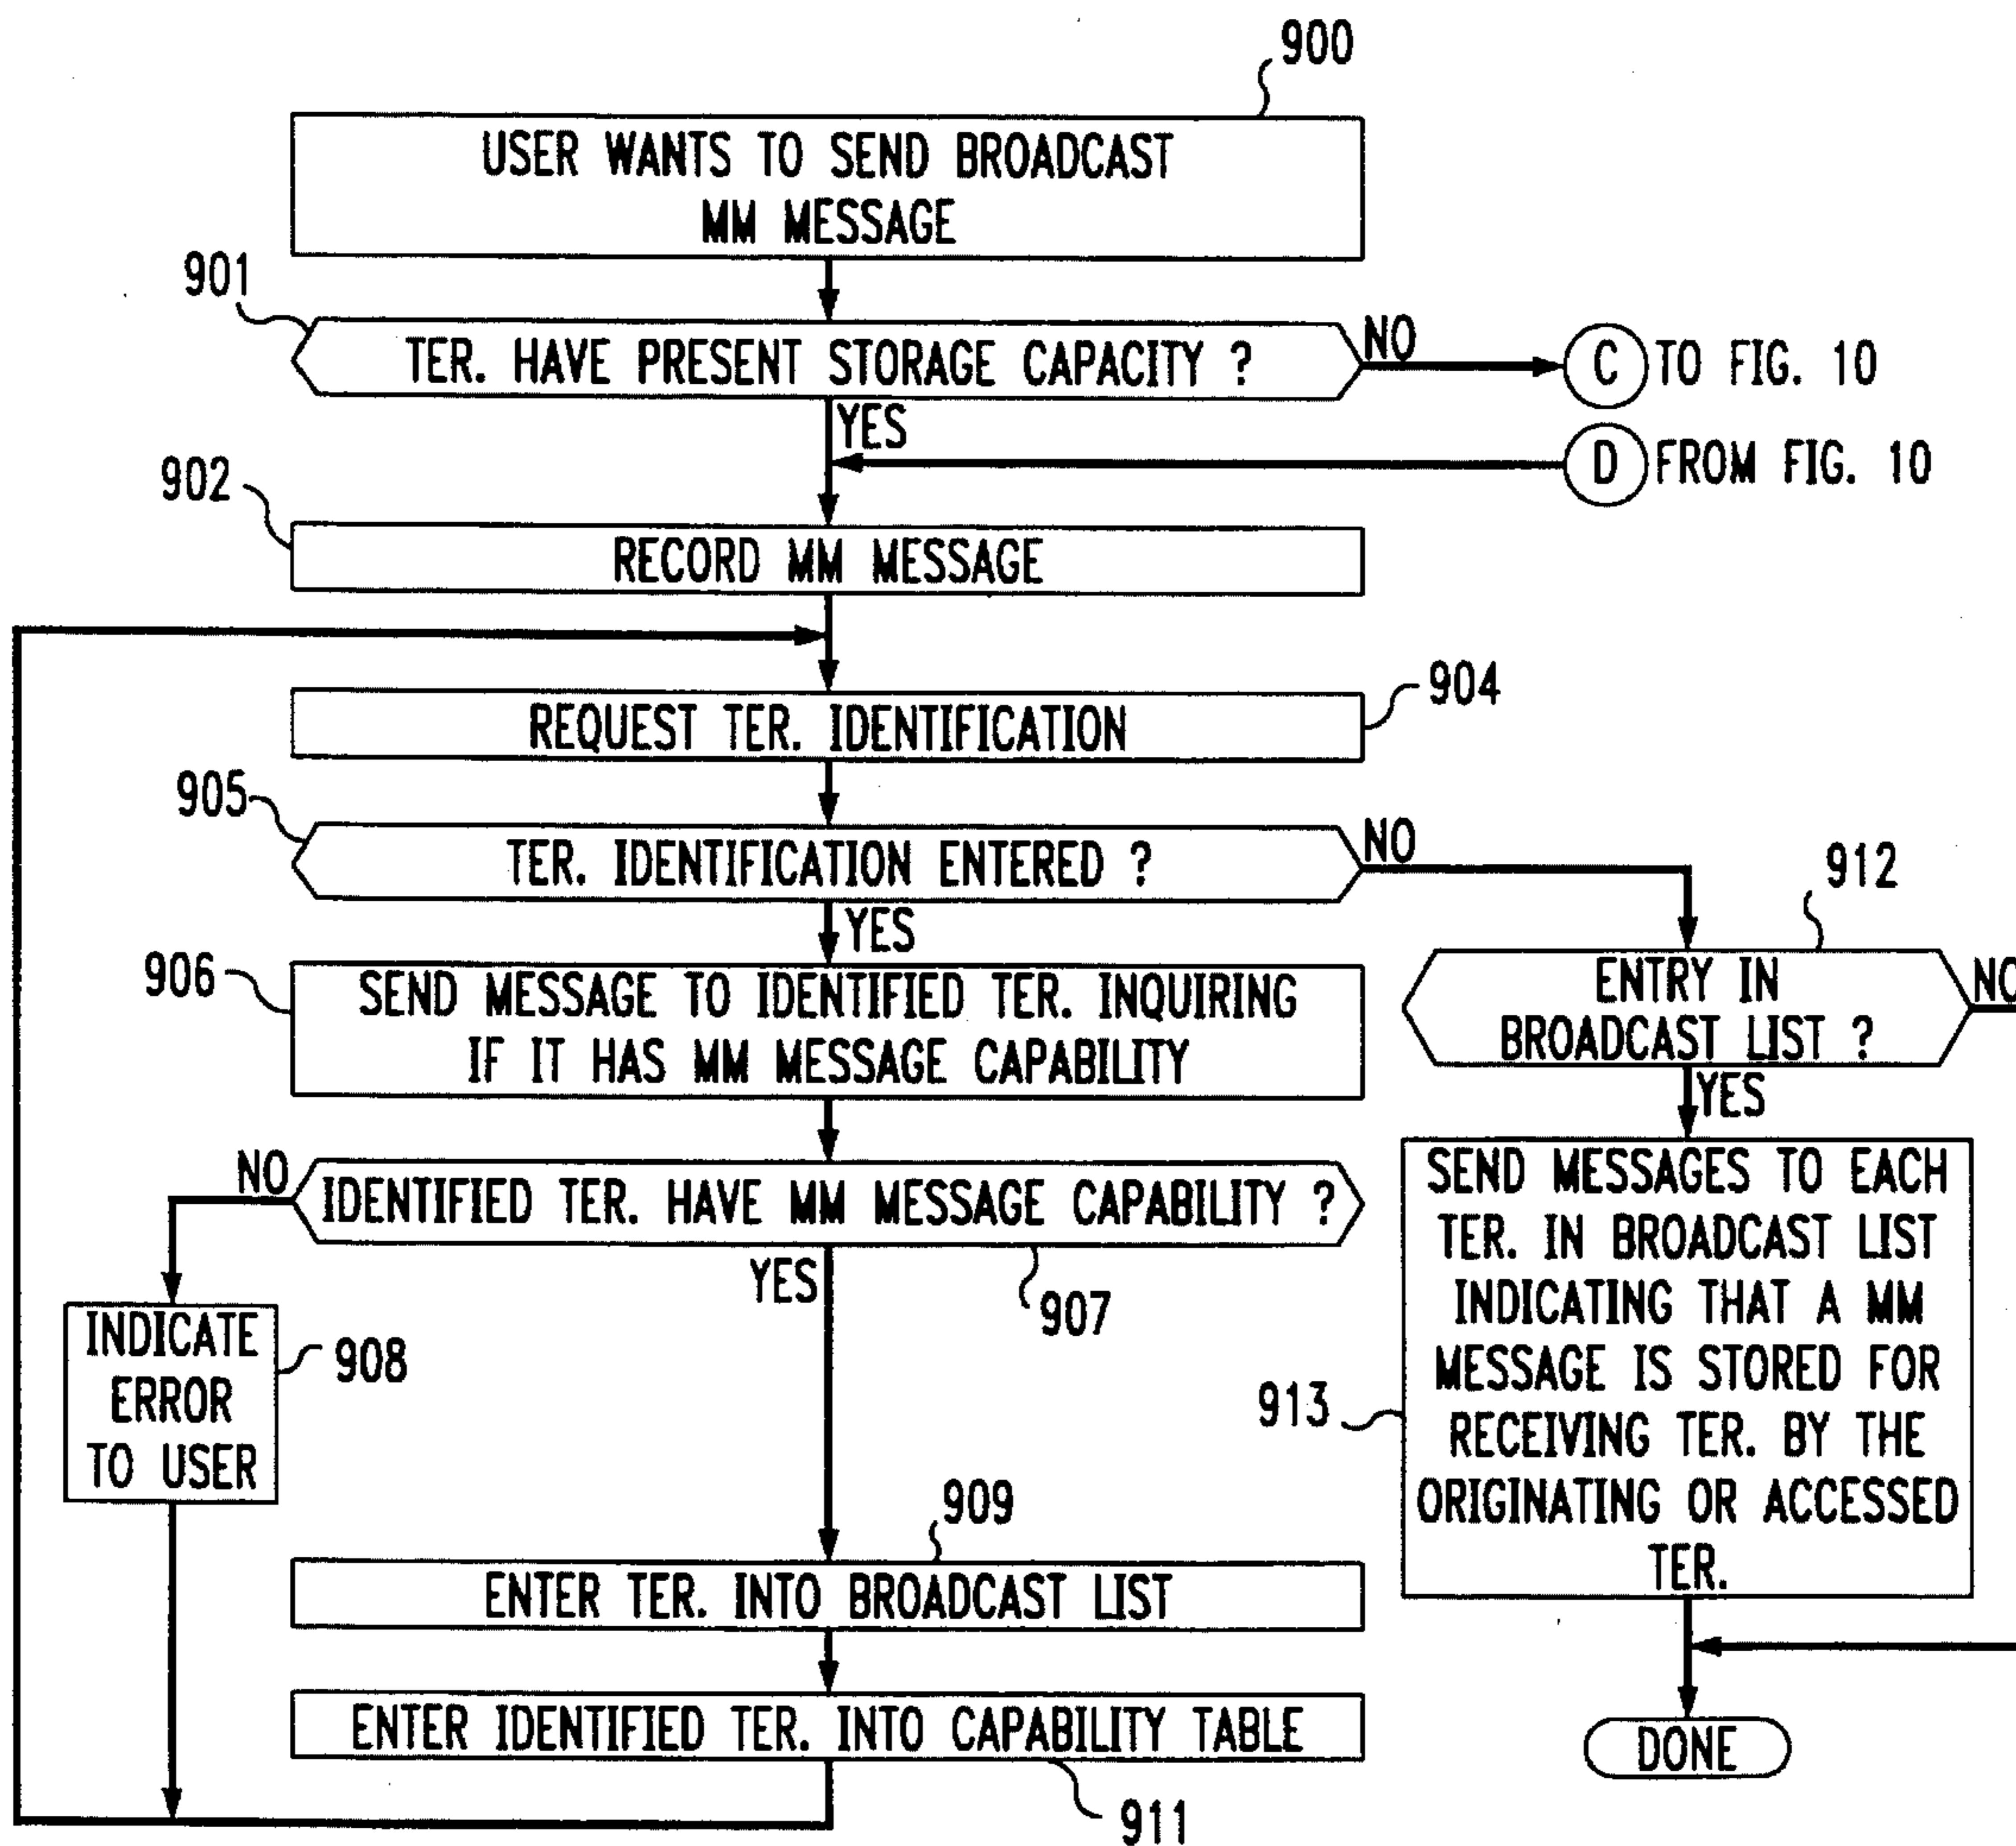 900
USER WANTS TO SEND BROADCAST
MM MESSAGE
901
TER. HAVE PRESENT STORAGE CAPACITY ?
NO
C TO FIG. 10
YES
D FROM FIG. 10
902
RECORD MM MESSAGE
904
REQUEST TER. IDENTIFICATION
905
TER. IDENTIFICATION ENTERED ?
NO
YES
912
ENTRY IN
BROADCAST LIST ?
NO
YES
906
SEND MESSAGE TO IDENTIFIED TER. INQUIRING
IF IT HAS MM MESSAGE CAPABILITY
NO
IDENTIFIED TER. HAVE MM MESSAGE CAPABILITY ?
YES
907
INDICATE
ERROR
TO USER
908
913
SEND MESSAGES TO EACH
TER. IN BROADCAST LIST
INDICATING THAT A MM
MESSAGE IS STORED FOR
RECEIVING TER. BY THE
ORIGINATING OR ACCESSED
TER.
909
ENTER TER. INTO BROADCAST LIST
ENTER IDENTIFIED TER. INTO CAPABILITY TABLE
911
DONE